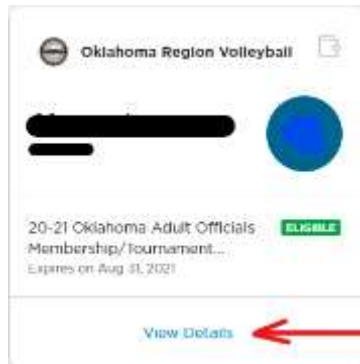 Oklahoma Region Volleyball
20-21 Oklahoma Adult Officials
ELIGIBLE
Membership/Tournament...
Expires on Aug 31, 2021
View Details